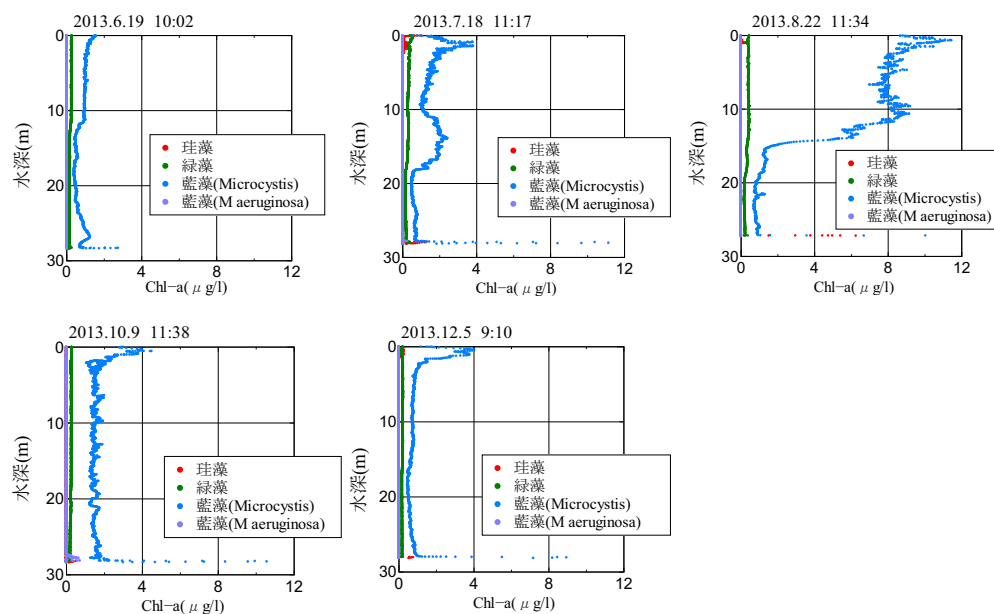 2013.6.19 10:02
0
10
20
30
水深(m)
0 4 8 12
Chl-a(μg/l)
珪藻
緑藻
藍藻(Microcystis)
藍藻(M aeruginosa)
2013.7.18 11:17
0
10
20
30
水深(m)
0 4 8 12
Chl-a(μg/l)
珪藻
緑藻
藍藻(Microcystis)
藍藻(M aeruginosa)
2013.8.22 11:34
0
10
20
30
水深(m)
0 4 8 12
Chl-a(μg/l)
珪藻
緑藻
藍藻(Microcystis)
藍藻(M aeruginosa)
2013.10.9 11:38
0
10
20
30
水深(m)
0 4 8 12
Chl-a(μg/l)
珪藻
緑藻
藍藻(Microcystis)
藍藻(M aeruginosa)
2013.12.5 9:10
0
10
20
30
水深(m)
0 4 8 12
Chl-a(μg/l)
珪藻
緑藻
藍藻(Microcystis)
藍藻(M aeruginosa)